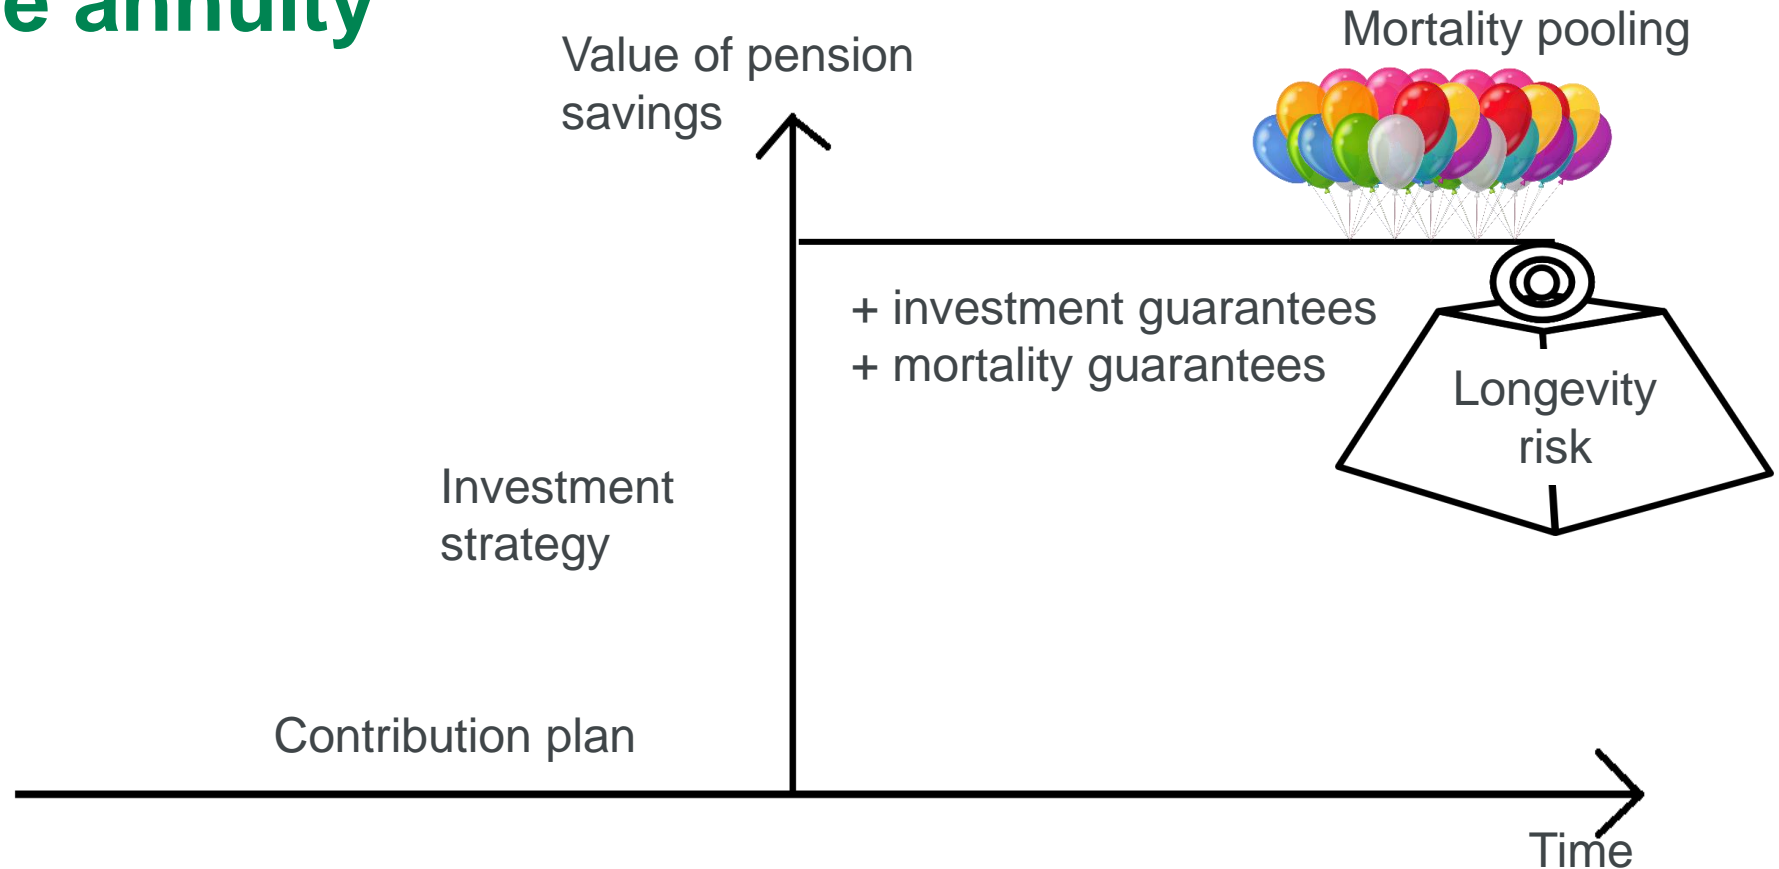 e annuity
Mortality pooling
Value of pension
savings
+ investment guarantees
+ mortality guarantees
Longevity
risk
Investment
strategy
Contribution plan
Time